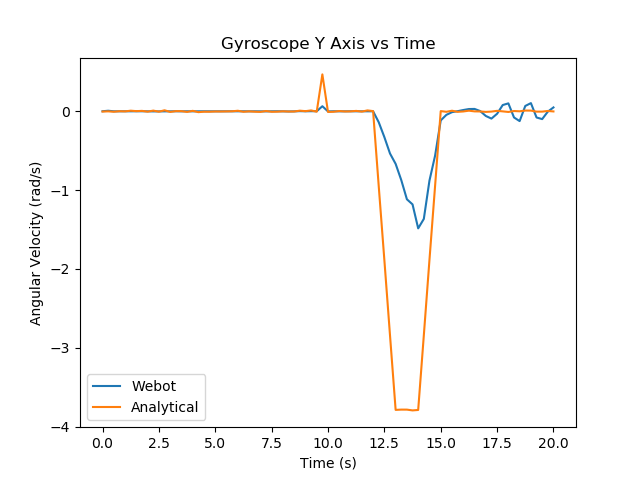 Gyroscope Y Axis vs Time
Angular Velocity (rad/s)
0
−1
−2
−3
−4
Webot
Analytical
0.0 2.5 5.0 7.5 10.0 12.5 15.0 17.5 20.0
Time (s)